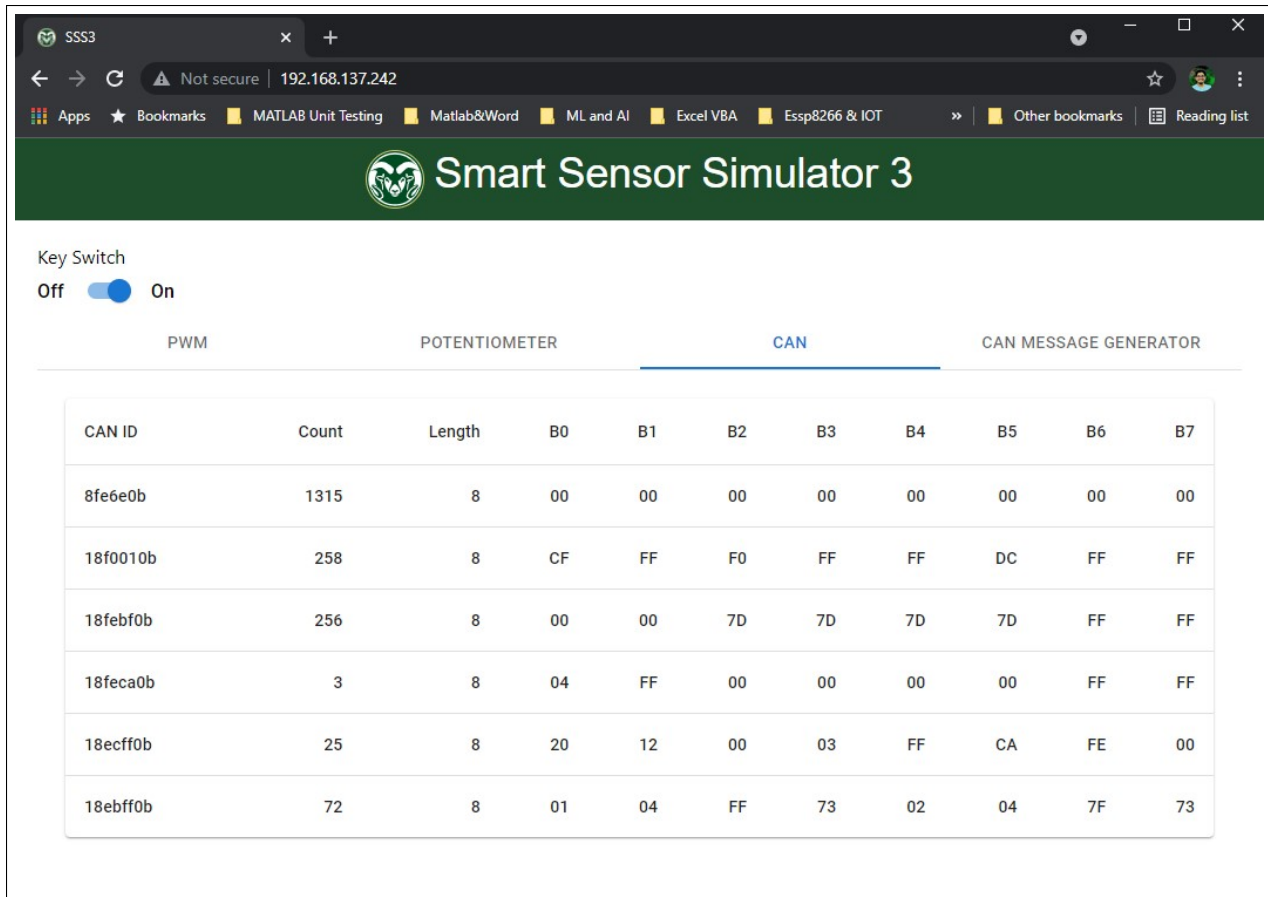 SSS3
Not secure | 192.168.137.242
Apps Bookmarks MATLAB Unit Testing Matlab&Word ML and AI Excel VBA Essp8266 & IOT » Other bookmarks Reading list
Smart Sensor Simulator 3
Key Switch
Off On
PWM POTENTIOMETER CAN CAN MESSAGE GENERATOR
CAN ID Count Length B0 B1 B2 B3 B4 B5 B6 B7
8fe6e0b 1315 8 00 00 00 00 00 00 00 00
18f0010b 258 8 CF FF F0 FF FF DC FF FF
18febf0b 256 8 00 00 7D 7D 7D 7D FF FF
18feca0b 3 8 04 FF 00 00 00 00 FF FF
18ecff0b 25 8 20 12 00 03 FF CA FE 00
18ebff0b 72 8 01 04 FF 73 02 04 7F 73